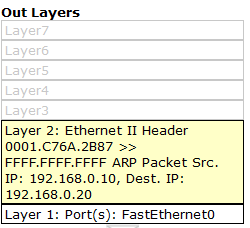 Out Layers
Layer7
Layer6
Layer5
Layer4
Layer3
Layer 2: Ethernet II Header
0001.C76A.2B87 >>
FFFF.FFFF.FFFF ARP Packet Src.
IP: 192.168.0.10, Dest. IP:
192.168.0.20
Layer 1: Port(s): FastEthernet0